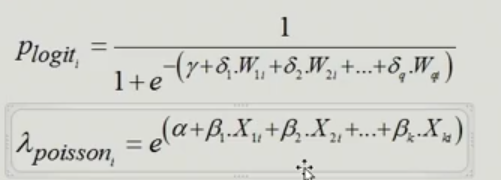 p_{logit_i} = \frac{1}{1+e^{-(γ+δ_1.W_{1i}+δ_2.W_{2i}+...+δ_q.W_{qi})}}
λ_{poisson_i} = e^{(α+β_1.X_{1i}+β_2.X_{2i}+...+β_k.X_{ki})}